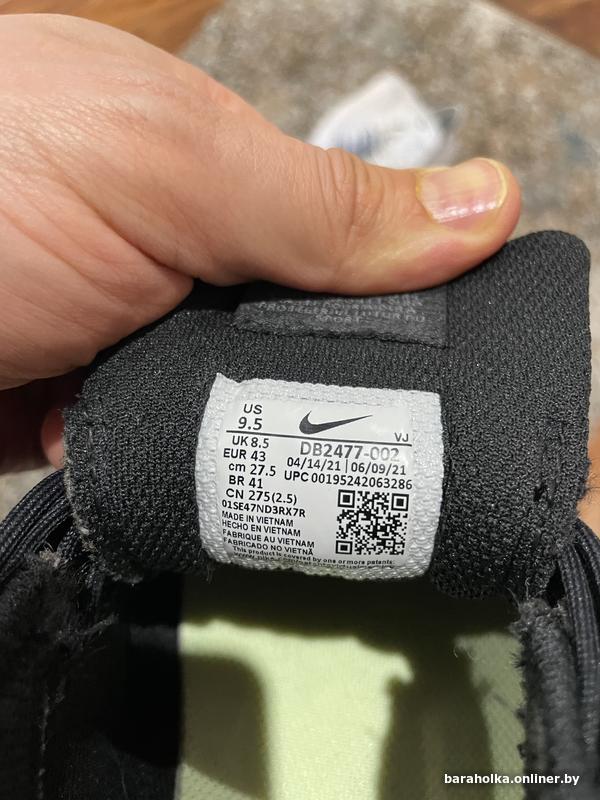 US
9.5
VJ
UK 8.5
DB2477-002
EUR 43
04/14/21 | 06/09/21
cm 27.5
UPC 00195242063286
BR 41
CN 275(2.5)
01SE47ND3RX7R
MADE IN VIETNAM
HECHO EN VIETNAM
FABRIQUE AU VIETNAM
FABRICADO NO VIETNÃ
This product is covered by one or more patents:
baraholka.onliner.by